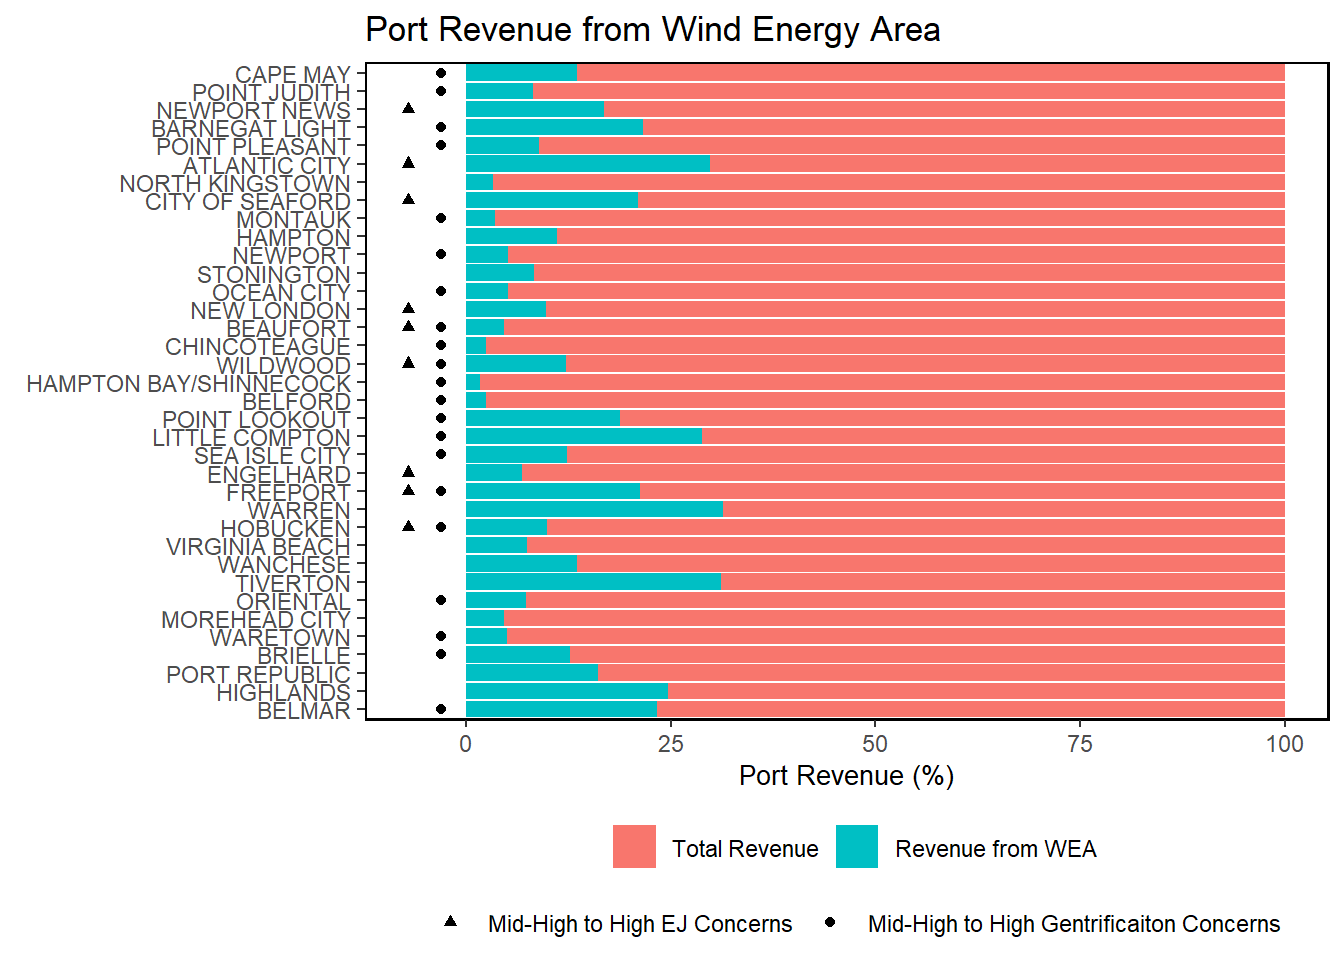 Port Revenue from Wind Energy Area
CAPE MAY
POINT JUDITH
NEWPORT NEWS
BARNEGAT LIGHT
POINT PLEASANT
ATLANTIC CITY
NORTH KINGSTOWN
CITY OF SEAFORD
MONTAUK
HAMPTON
NEWPORT
STONINGTON
OCEAN CITY
NEW LONDON
BEAUFORT
CHINCOTEAGUE
WILDWOOD
HAMPTON BAY/SHINNECOCK
BELFORD
POINT LOOKOUT
LITTLE COMPTON
SEA ISLE CITY
ENGELHARD
FREEPORT
WARREN
HOBUCKEN
VIRGINIA BEACH
WANCHESE
TIVERTON
ORIENTAL
MOREHEAD CITY
WARETOWN
BRIELLE
PORT REPUBLIC
HIGHLANDS
BELMAR
0 25 50 75 100
Port Revenue (%)
Total Revenue Revenue from WEA
Mid-High to High EJ Concerns Mid-High to High Gentrificaiton Concerns